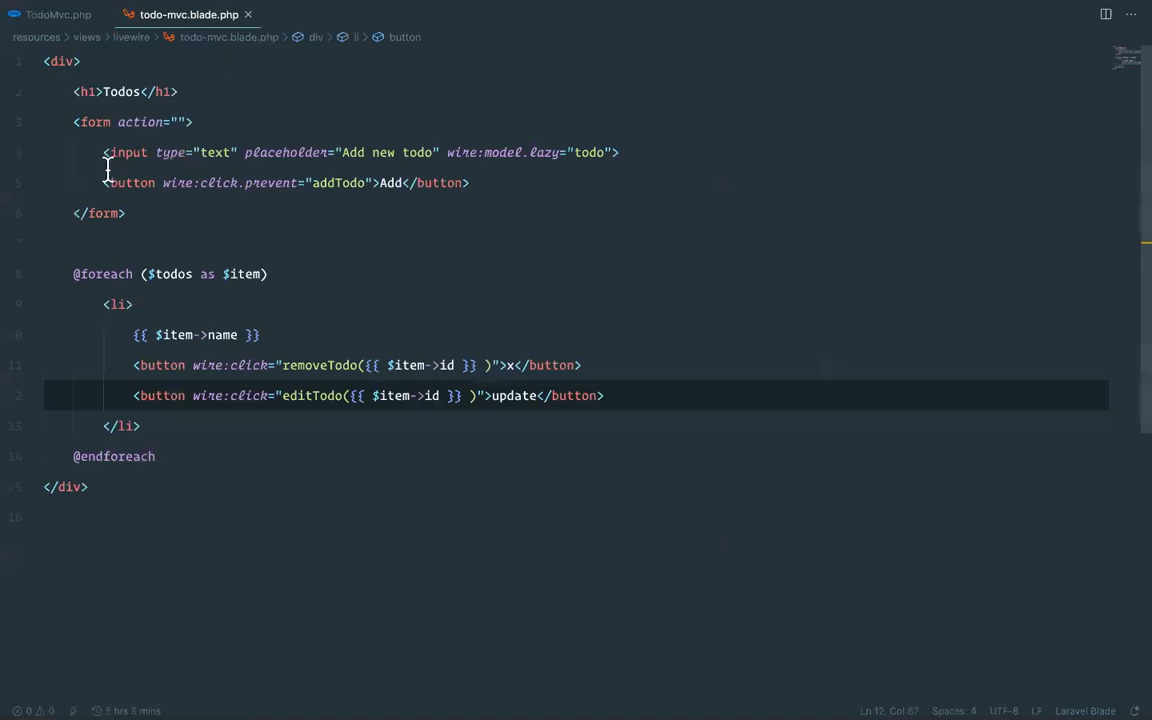 TodoMvc.php todo-mvc.blade.php × ···
resources > views > livewire > todo-mvc.blade.php > div > li > button
1 <div>
2 <h1>Todos</h1>
3 <form action="">
4 <input type="text" placeholder="Add new todo" wire:model.lazy="todo">
5 <button wire:click.prevent="addTodo">Add</button>
6 </form>
7
8 @foreach ($todos as $item)
9 <li>
0 {{ $item->name }}
11 <button wire:click="removeTodo({{ $item->id }} )">x</button>
2 <button wire:click="editTodo({{ $item->id }} )">update</button>
13 </li>
14 @endforeach
5 </div>
16
0 0 5 hrs 5 mins Ln 12, Col 67 Spaces: 4 UTF-8 LF Laravel Blade